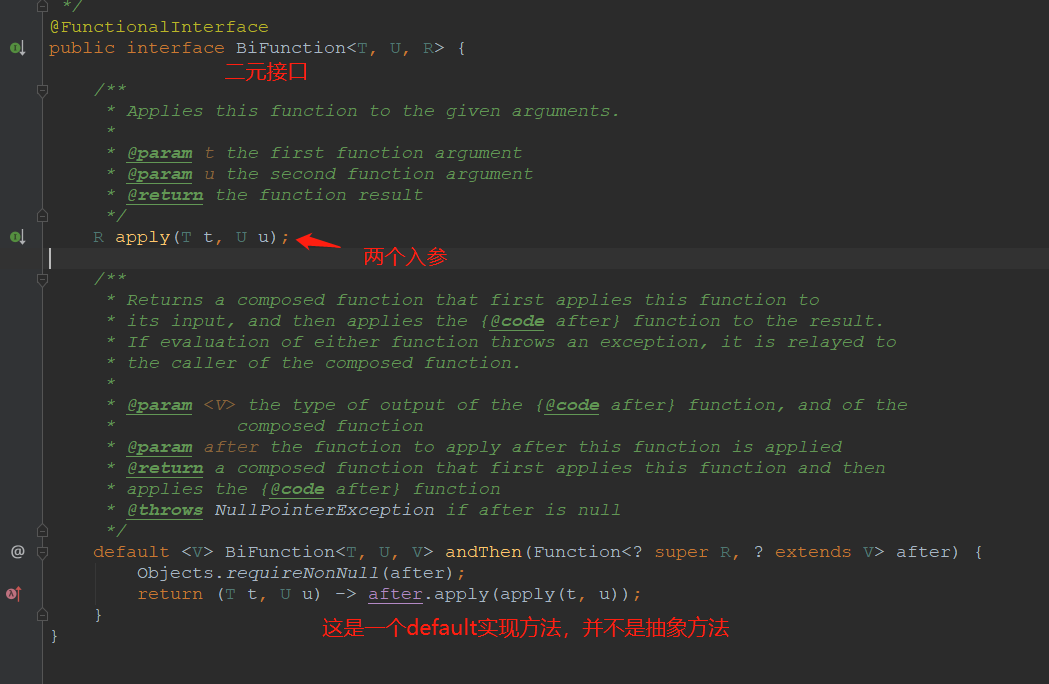 */
@FunctionalInterface
public interface BiFunction<T, U, R> {
二元接口
/**
* Applies this function to the given arguments.
*
* @param t the first function argument
* @param u the second function argument
* @return the function result
*/
R apply(T t, U u);
两个入参
/**
* Returns a composed function that first applies this function to
* its input, and then applies the {@code after} function to the result.
* If evaluation of either function throws an exception, it is relayed to
* the caller of the composed function.
*
* @param <V> the type of output of the {@code after} function, and of the
* composed function
* @param after the function to apply after this function is applied
* @return a composed function that first applies this function and then
* applies the {@code after} function
* @throws NullPointerException if after is null
*/
default <V> BiFunction<T, U, V> andThen(Function<? super R, ? extends V> after) {
Objects.requireNonNull(after);
return (T t, U u) -> after.apply(apply(t, u));
}
这是一个default实现方法，并不是抽象方法
}